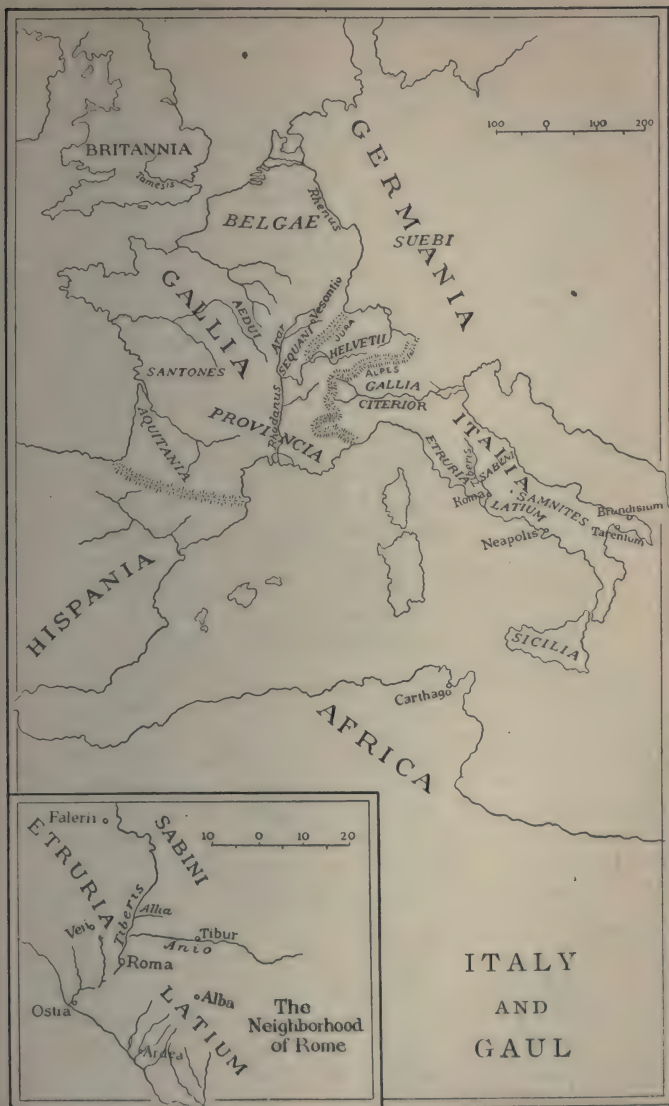 BRITANNIA
Tamesis
GERMANIA
100 0 100 200
BELGAE
Rhenus
SUEBI
GALLIA
AEDUI
Arar
SEQUANI
Vesontio
JURA
HELVETII
ALPES
SANTONES
GALLIA
CITERIOR
PROVINCIA
Rhodanus
AQUITANIA
ITALIA
ETRURIA
Tiberis
SABINI
Roma
LATIUM
SAMNITES
Brundisium
Tarentum
Neapolis
HISPANIA
SICILIA
Carthago
AFRICA
Falerii
SABINI
10 0 10 20
ETRURIA
Tiberis
Allia
Veii
Tibur
Anio
Roma
Ostia
Alba
LATIUM
Ardea
The
Neighborhood
of Rome
ITALY
AND
GAUL